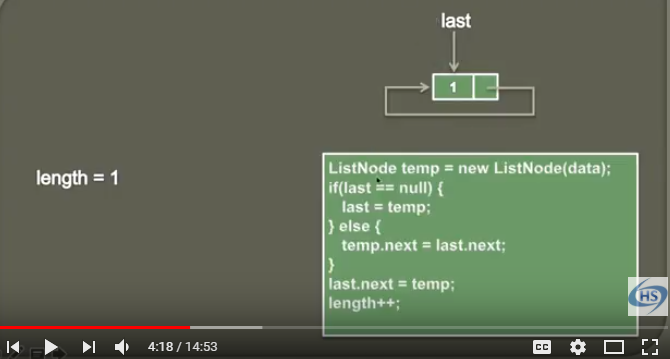 last
1
length = 1
ListNode temp = new ListNode(data);
if(last == null) {
last = temp;
} else {
temp.next = last.next;
}
last.next = temp;
length++;
HS
4:18 / 14:53
CC